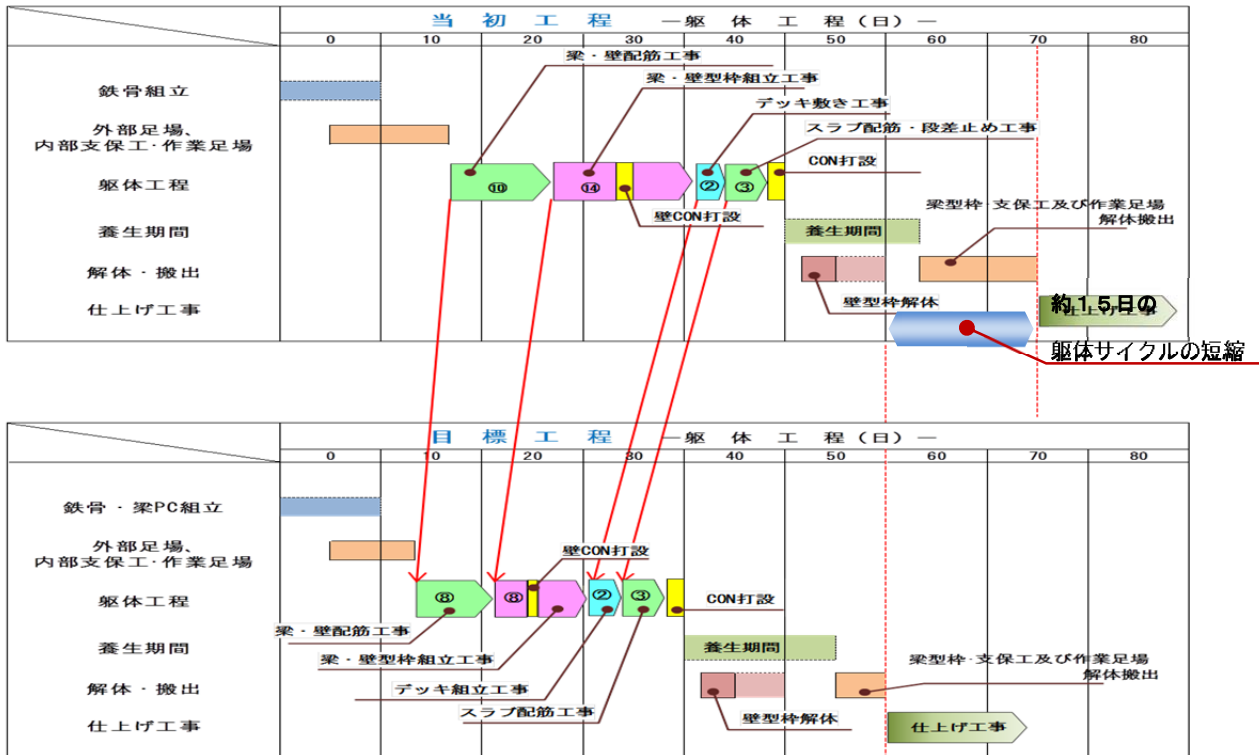 当初工程 ―躯体工程(日)―
0 10 20 30 40 50 60 70 80
梁・壁配筋工事
梁・壁型枠組立工事
デッキ敷き工事
鉄骨組立
スラブ配筋・段差止め工事
外部足場、
内部支保工・作業足場
CON打設
躯体工程
⑩ ⑭ ② ③
壁CON打設
梁型枠・支保工及び作業足場
解体搬出
養生期間
養生期間
解体・搬出
壁型枠解体
仕上げ工事
約15日の
仕上げ工事
躯体サイクルの短縮
目標工程 ―躯体工程(日)―
0 10 20 30 40 50 60 70 80
鉄骨・梁PC組立
外部足場、
内部支保工・作業足場
壁CON打設
躯体工程
⑧ ⑧ ② ③
CON打設
梁・壁配筋工事
養生期間
養生期間
梁・壁型枠組立工事
梁型枠・支保工及び作業足場
解体搬出
解体・搬出
デッキ組立工事
スラブ配筋工事
壁型枠解体
仕上げ工事
仕上げ工事